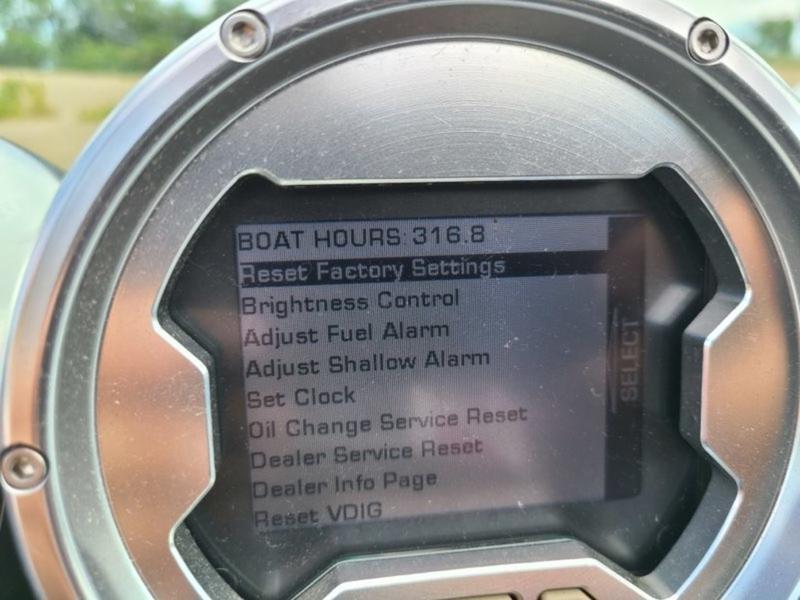 BOAT HOURS: 316.8
Reset Factory Settings
Brightness Control
Adjust Fuel Alarm
Adjust Shallow Alarm
Set Clock
Oil Change Service Reset
Dealer Service Reset
Dealer Info Page
Reset VDIG
SELECT